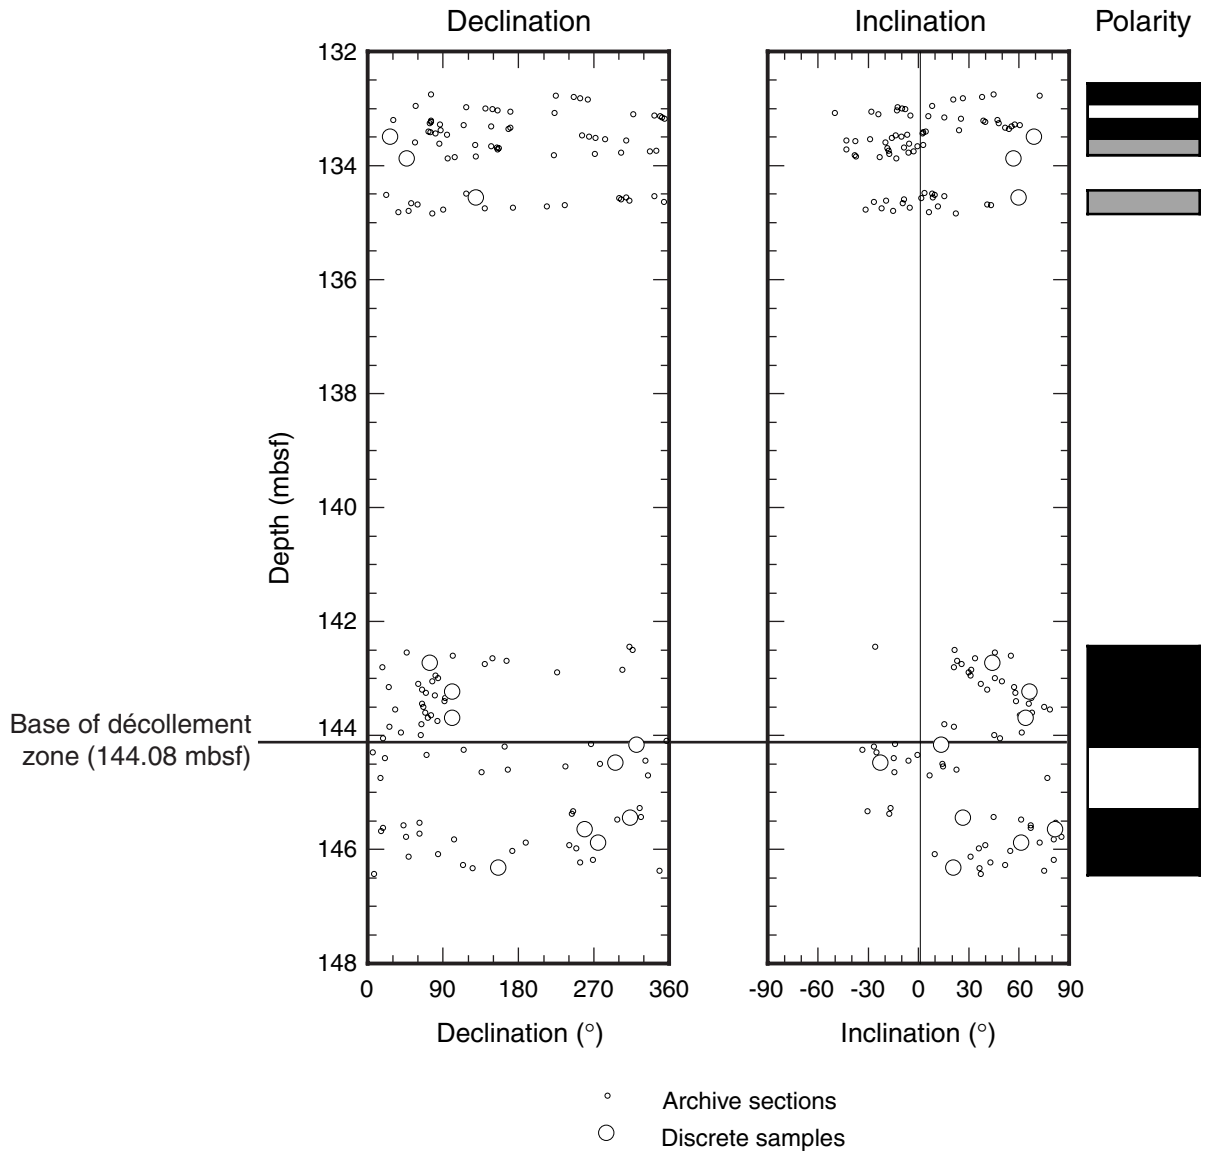 Declination Inclination Polarity
132
134
136
138
140
142
144
146
148
Depth (mbsf)
Base of décollement
zone (144.08 mbsf)
0 90 180 270 360 -90 -60 -30 0 30 60 90
Declination (°) Inclination (°)
Archive sections
Discrete samples